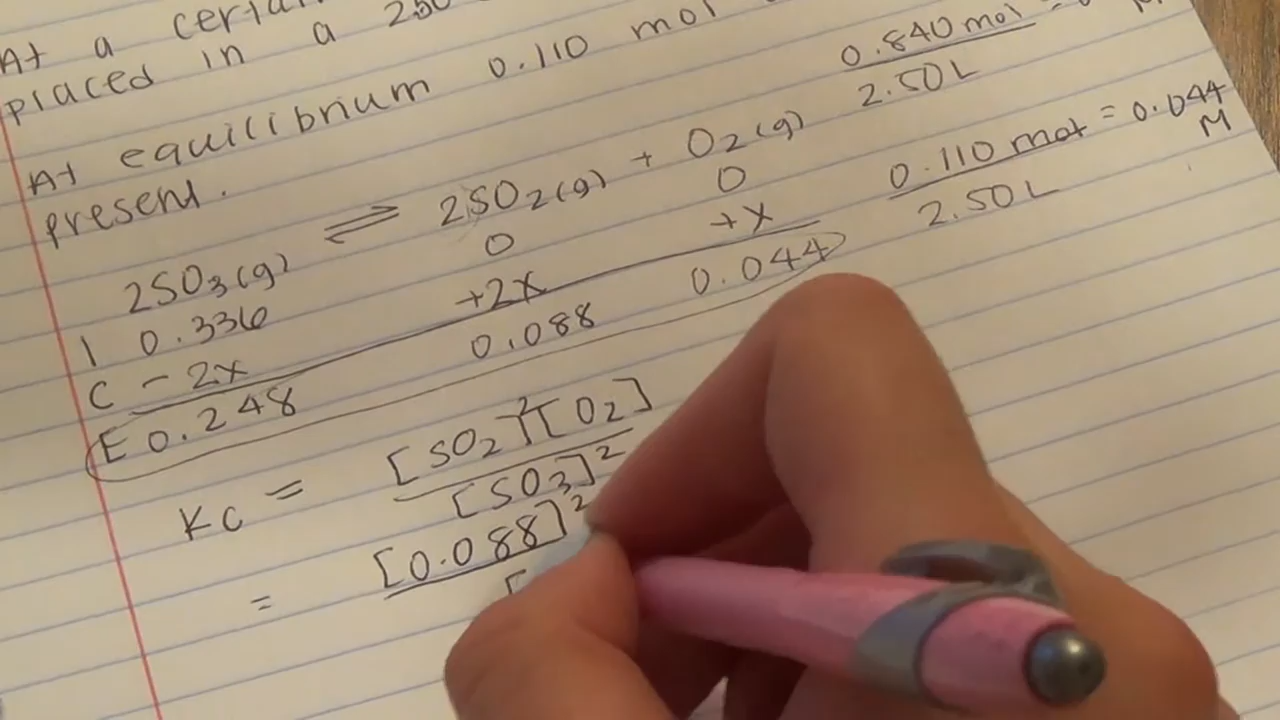 At a
placed in a 250
At equilibrium 0.110 mol
present.
0.840 mol
2.50L
0.110 mol = 0.044
M
2.50L
2SO3(g) ⇌ 2SO2(g) + O2(g)
I 0.336 0 0
C -2x +2x +x
E 0.248 0.088 0.044
Kc = [SO2]²[O2]
[SO3]²
= [0.088]²
[